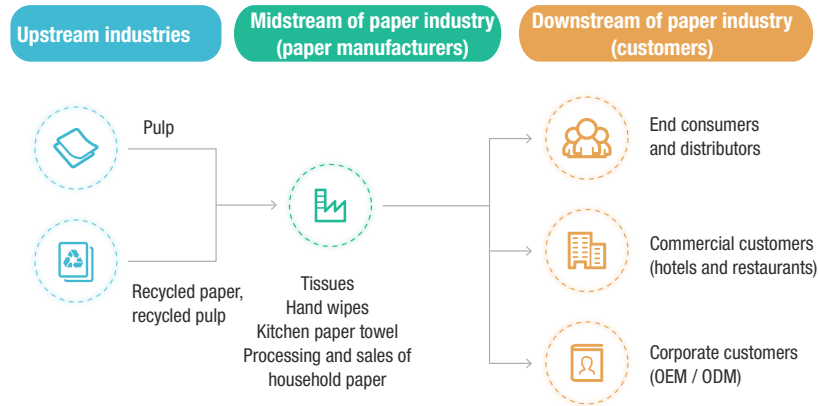 Upstream industries
Midstream of paper industry
(paper manufacturers)
Downstream of paper industry
(customers)
Pulp
Recycled paper,
recycled pulp
Tissues
Hand wipes
Kitchen paper towel
Processing and sales of
household paper
End consumers
and distributors
Commercial customers
(hotels and restaurants)
Corporate customers
(OEM / ODM)